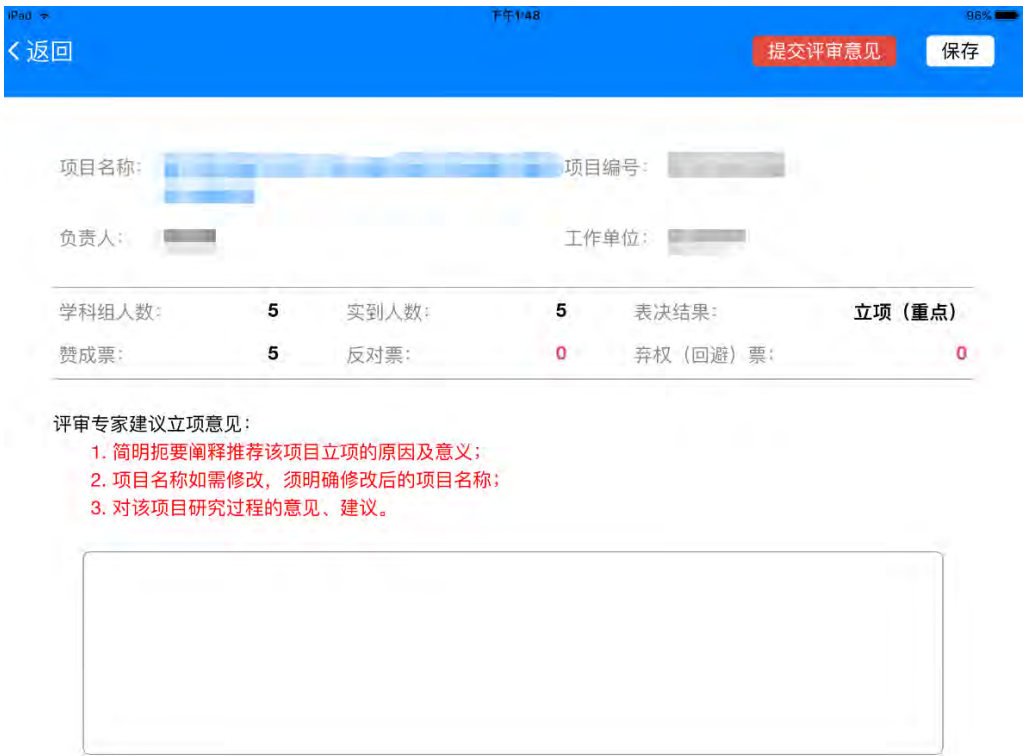 iPad 下午1:48 96%
返回 提交评审意见 保存
项目名称: 项目编号:
负责人: 工作单位:
学科组人数: 5 实到人数: 5 表决结果: 立项（重点）
赞成票: 5 反对票: 0 弃权（回避）票: 0
评审专家建议立项意见:
1. 简明扼要阐释推荐该项目立项的原因及意义；
2. 项目名称如需修改，须明确修改后的项目名称；
3. 对该项目研究过程的意见、建议。